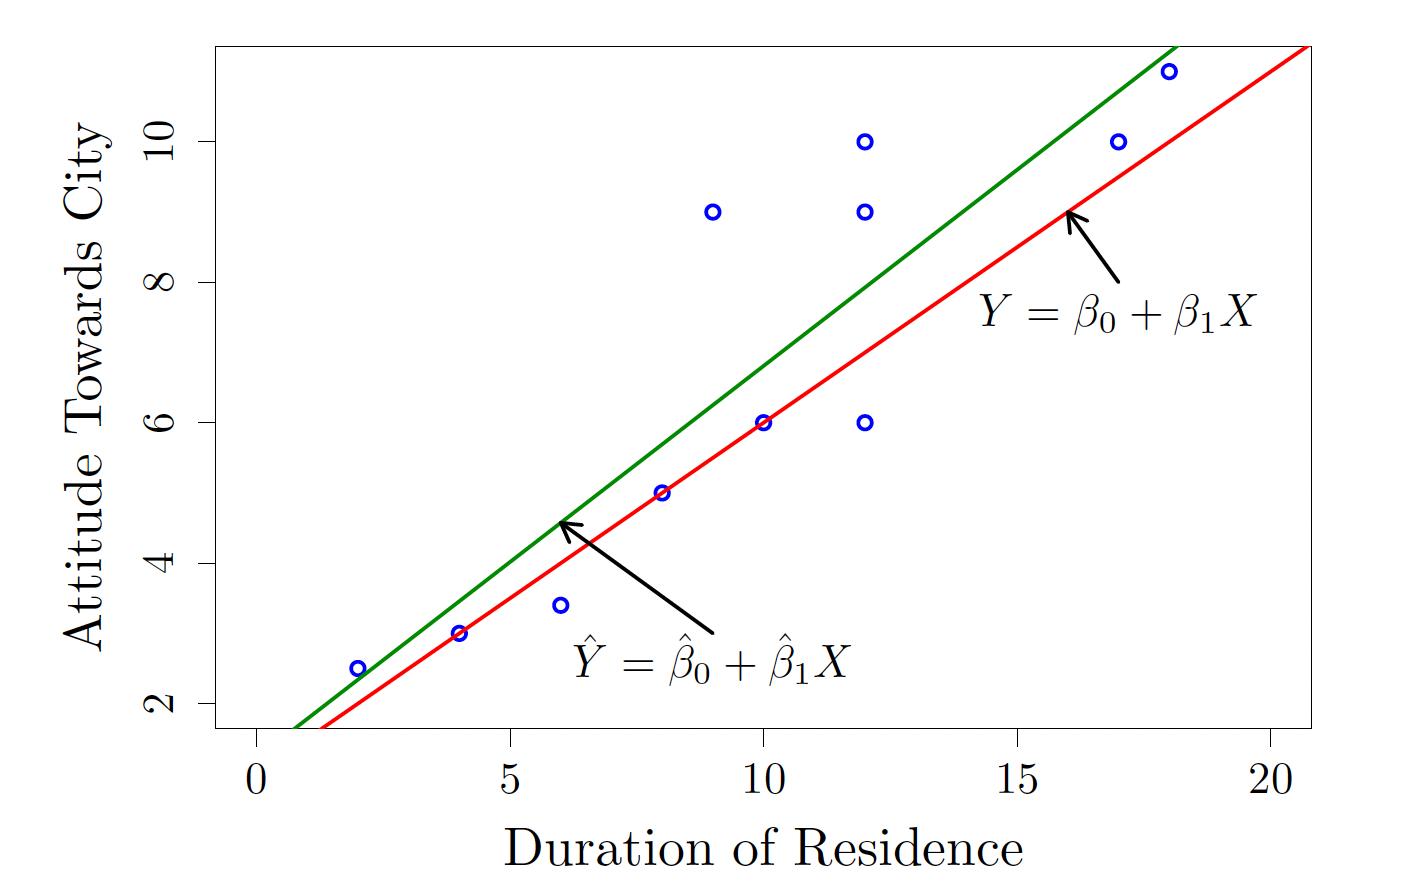 Attitude Towards City
10
8
6
4
2
Y = β₀ + β₁X
Ŷ = β̂₀ + β̂₁X
0 5 10 15 20
Duration of Residence